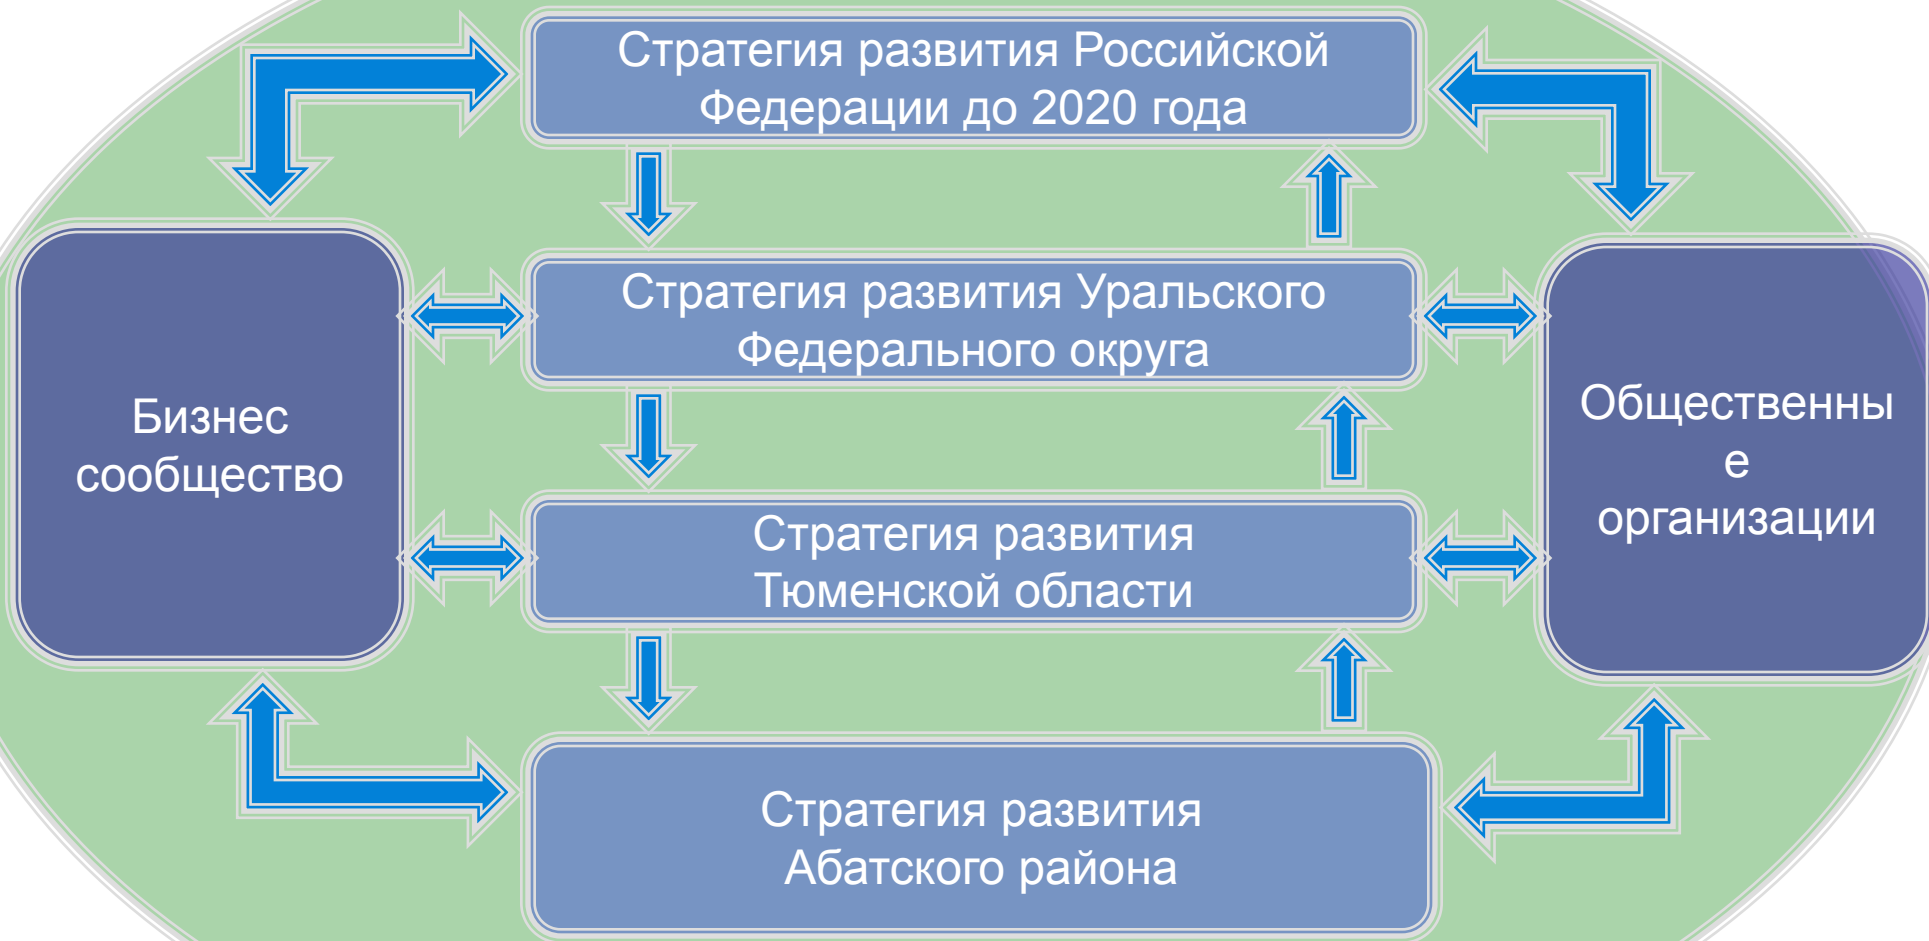 Стратегия развития Российской
Федерации до 2020 года
Стратегия развития Уральского
Федерального округа
Бизнес
сообщество
Общественны
е
организации
Стратегия развития
Тюменской области
Стратегия развития
Абатского района